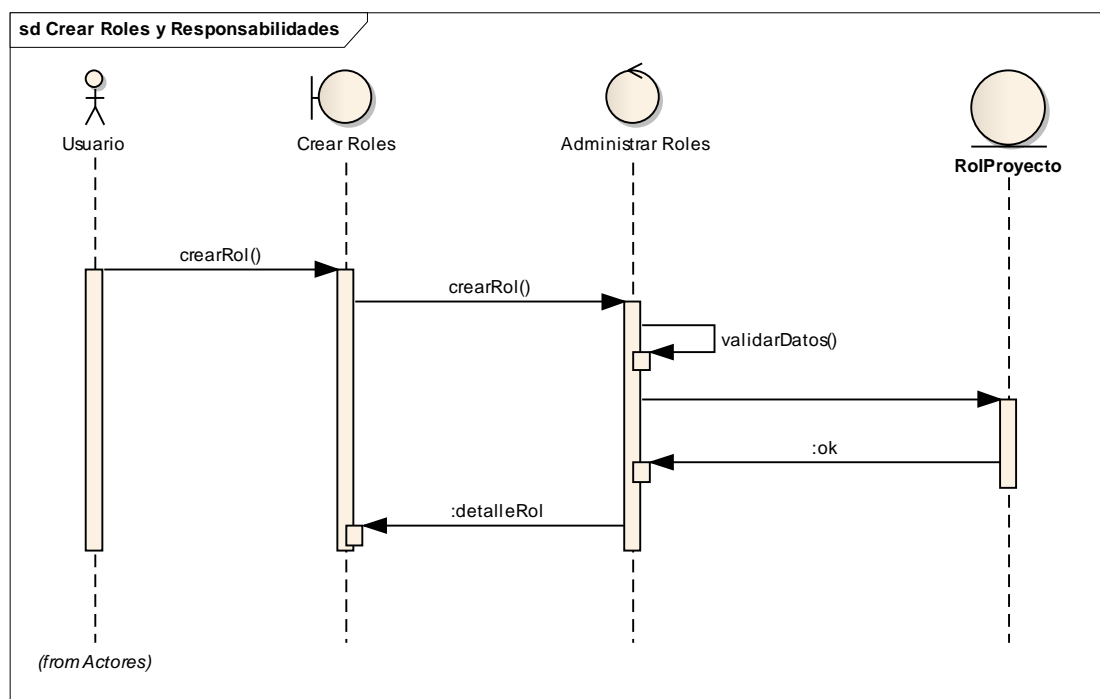 sd Crear Roles y Responsabilidades
Usuario
Crear Roles
Administrar Roles
RolProyecto
crearRol()
crearRol()
validarDatos()
:ok
:detalleRol
(from Actores)